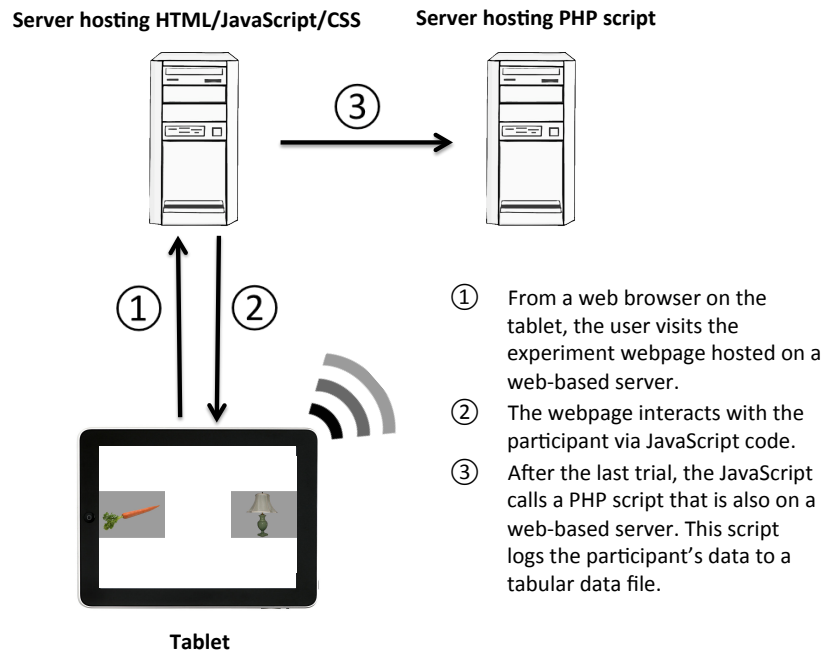 Server hosting HTML/JavaScript/CSS
Server hosting PHP script
③
①
②
① From a web browser on the
tablet, the user visits the
experiment webpage hosted on a
web-based server.
② The webpage interacts with the
participant via JavaScript code.
③ After the last trial, the JavaScript
calls a PHP script that is also on a
web-based server. This script
logs the participant's data to a
tabular data file.
Tablet